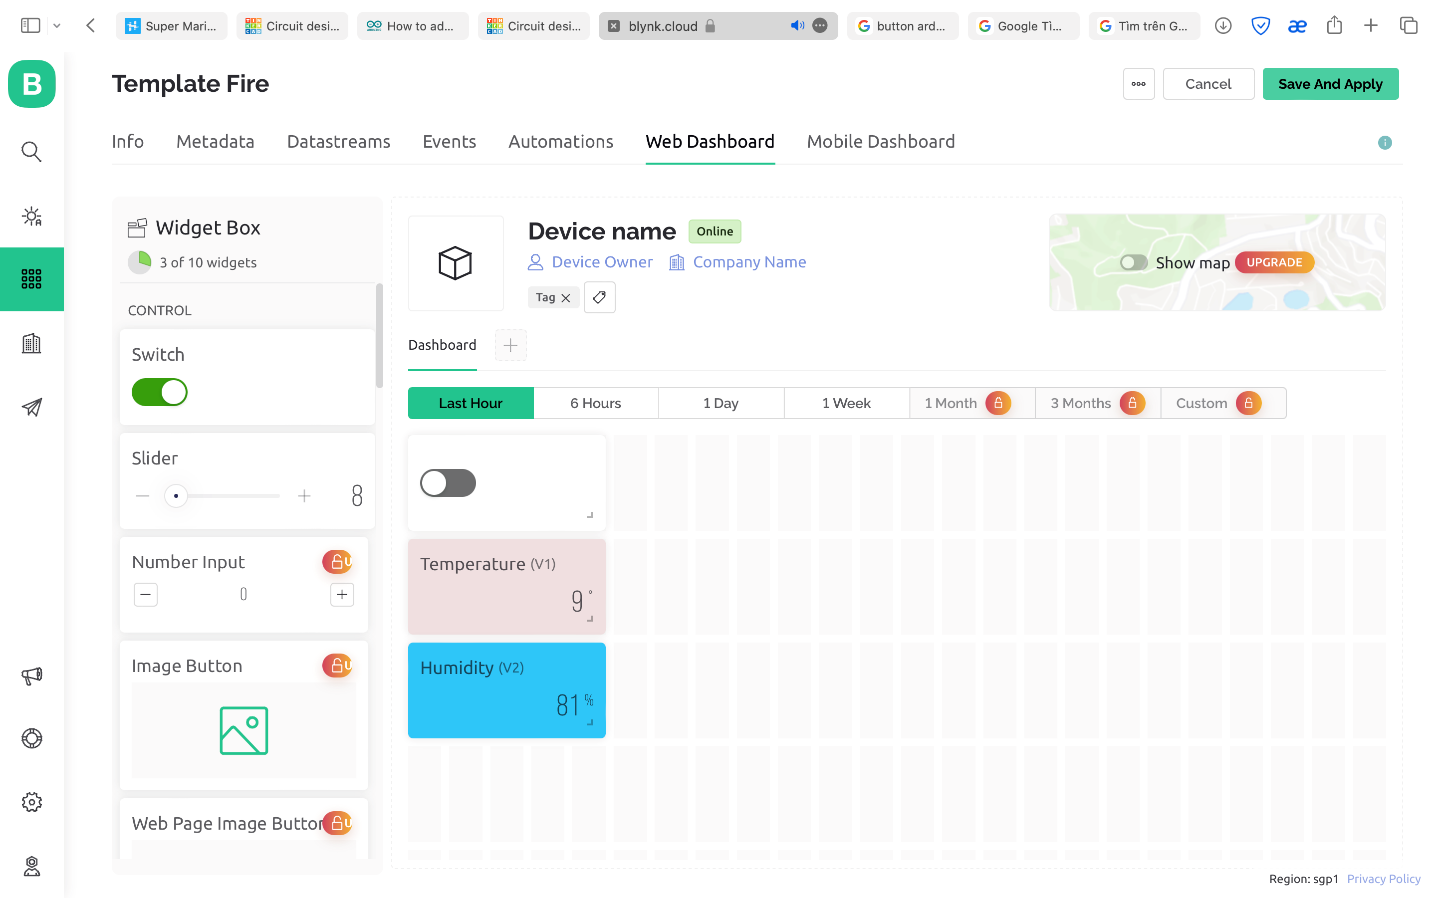 Super Mari...
Circuit desi...
How to ad...
Circuit desi...
blynk.cloud
button ard...
Google Tì...
Tìm trên G...
B
Template Fire
Cancel
Save And Apply
Info
Metadata
Datastreams
Events
Automations
Web Dashboard
Mobile Dashboard
Widget Box
3 of 10 widgets
CONTROL
Switch
Slider
8
Number Input
U
0
Image Button
U
Web Page Image Button
U
Device name
Online
Device Owner
Company Name
Tag
Show map
UPGRADE
Dashboard
Last Hour
6 Hours
1 Day
1 Week
1 Month
3 Months
Custom
Temperature (V1)
9 °
Humidity (V2)
81 %
Region: sgp1
Privacy Policy